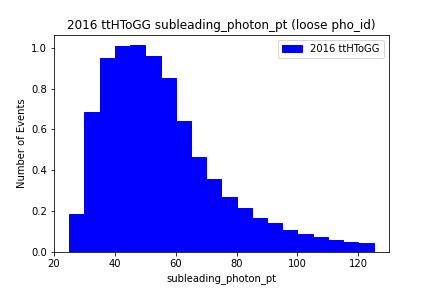 2016 ttHToGG subleading_photon_pt (loose pho_id)
2016 ttHToGG
Number of Events
1.0
0.8
0.6
0.4
0.2
0.0
20 40 60 80 100 120
subleading_photon_pt